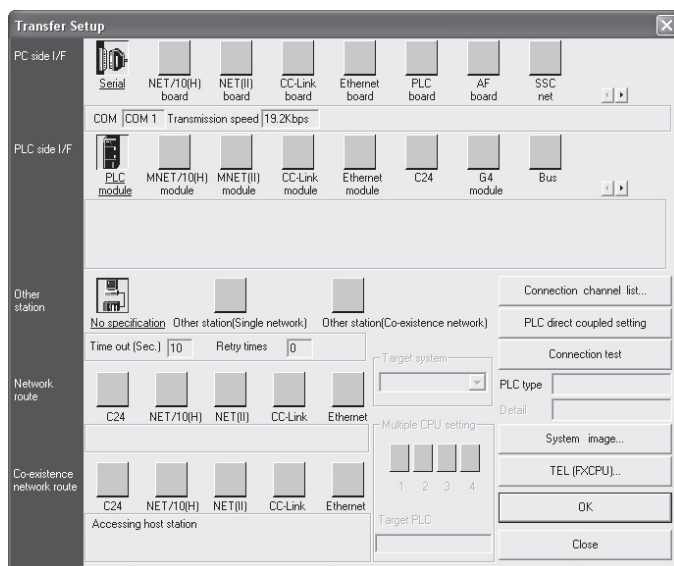 Transfer Setup
PC side I/F
Serial NET/10(H) board NET(II) board CC-Link board Ethernet board PLC board AF board SSC net
COM COM 1 Transmission speed 19.2Kbps
PLC side I/F
PLC module MNET/10(H) module MNET(II) module CC-Link module Ethernet module C24 G4 module Bus
Other station
No specification Other station(Single network) Other station(Co-existence network)
Time out (Sec.) 10 Retry times 0
Network route
C24 NET/10(H) NET(II) CC-Link Ethernet
Co-existence network route
C24 NET/10(H) NET(II) CC-Link Ethernet
Accessing host station
Target system
Multiple CPU setting
1 2 3 4
Target PLC
Connection channel list...
PLC direct coupled setting
Connection test
PLC type
Detail
System image...
TEL (FXCPU)...
OK
Close